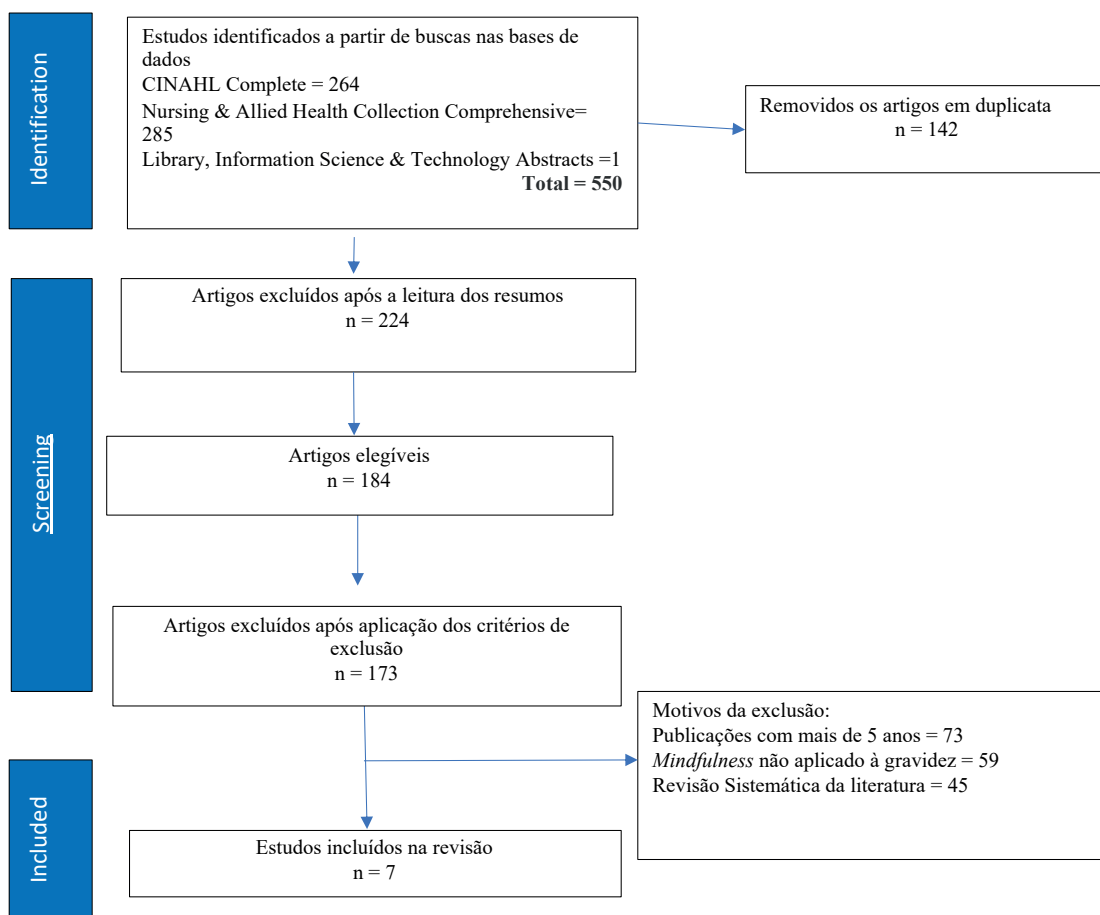 Identification
Estudos identificados a partir de buscas nas bases de
dados
CINAHL Complete = 264
Nursing & Allied Health Collection Comprehensive=
285
Library, Information Science & Technology Abstracts =1
Total = 550
Removidos os artigos em duplicata
n = 142
Screening
Artigos excluídos após a leitura dos resumos
n = 224
Artigos elegíveis
n = 184
Artigos excluídos após aplicação dos critérios de
exclusão
n = 173
Motivos da exclusão:
Publicações com mais de 5 anos = 73
Mindfulness não aplicado à gravidez = 59
Revisão Sistemática da literatura = 45
Included
Estudos incluídos na revisão
n = 7